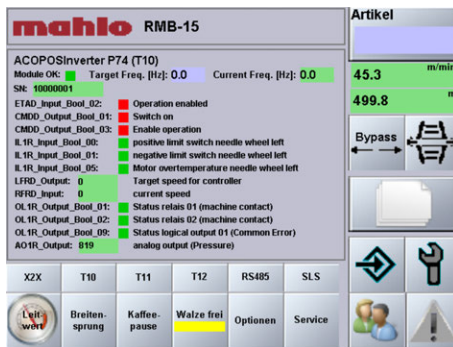 mahlo RMB-15
Artikel
ACOPOSInverter P74 (T10)
Module OK: Target Freq. [Hz]: 0.0 Current Freq. [Hz]: 0.0
SN: 10000001
ETAD_Input_Bool_02: Operation enabled
CMDD_Output_Bool_01: Switch on
CMDD_Output_Bool_03: Enable operation
IL1R_Input_Bool_00: positive limit switch needle wheel left
IL1R_Input_Bool_01: negative limit switch needle wheel left
IL1R_Input_Bool_05: Motor overtemperature needle wheel left
LFRD_Output: 0 Target speed for controller
RFRD_Input: 0 current speed
OL1R_Output_Bool_01: Status relais 01 (machine contact)
OL1R_Output_Bool_02: Status relais 02 (machine contact)
OL1R_Output_Bool_09: Status logical output 01 (Common Error)
AO1R_Output: 819 analog output (Pressure)
45.3 m/min
499.8 m
Bypass
X2X T10 T11 T12 RS485 SLS
Leit-
wert
Breiten-
sprung
Kaffee-
pause
Walze frei
Optionen
Service